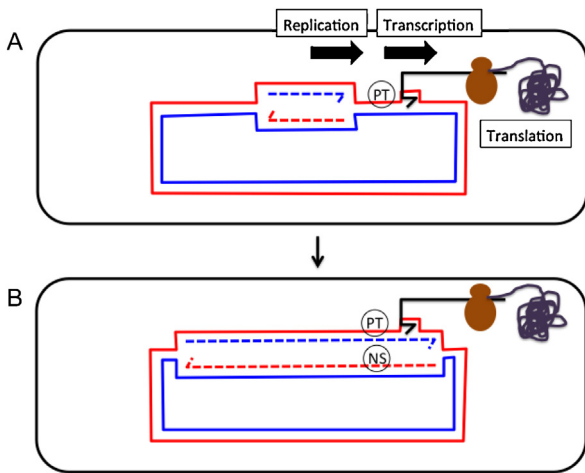 Replication
Transcription
A
PT
Translation
B
PT
NS